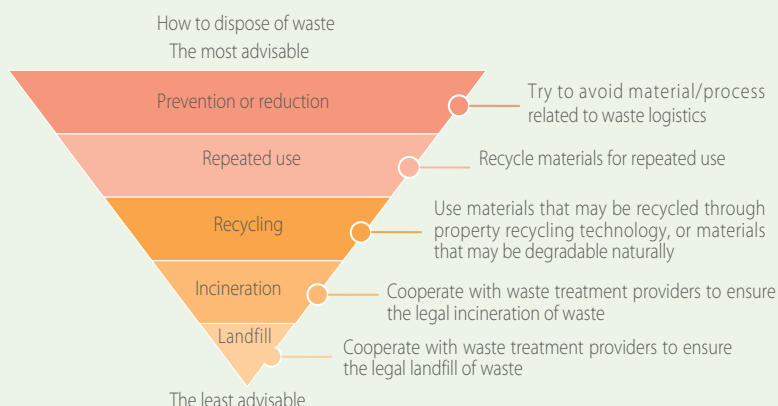 How to dispose of waste
The most advisable
Prevention or reduction
Try to avoid material/process
related to waste logistics
Repeated use
Recycle materials for repeated use
Recycling
Use materials that may be recycled through
property recycling technology, or materials
that may be degradable naturally
Incineration
Cooperate with waste treatment providers to ensure
the legal incineration of waste
Landfill
Cooperate with waste treatment providers to ensure
the legal landfill of waste
The least advisable